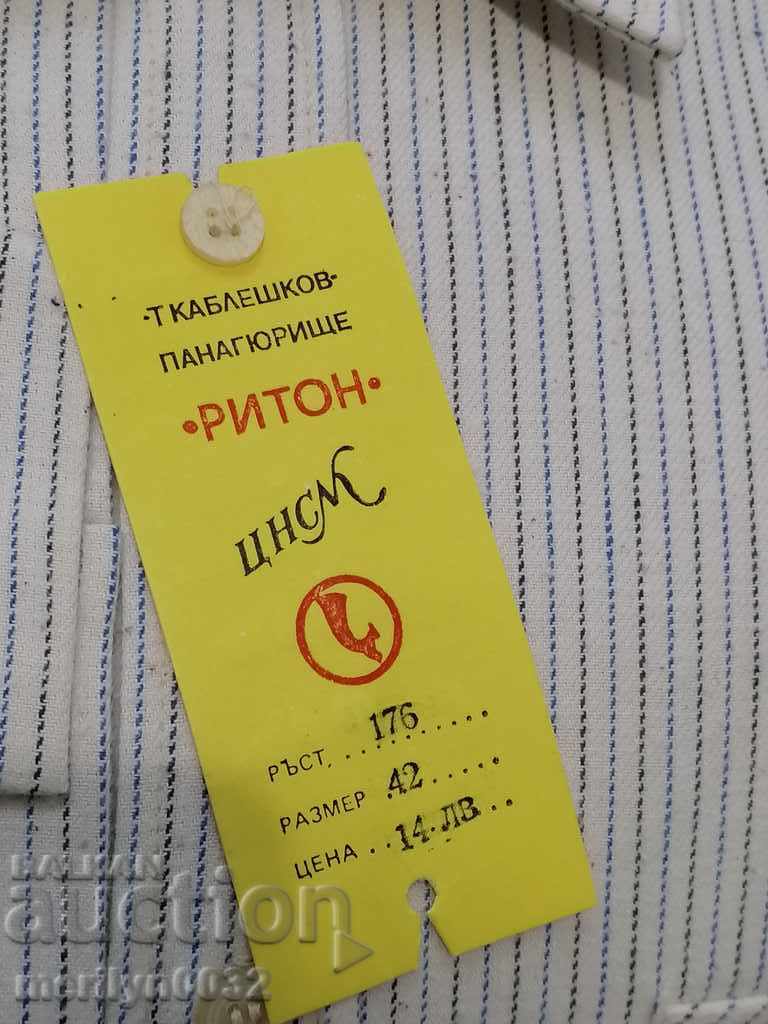 ·Т КАБЛЕШКОВ·
ПАНАГЮРИЩЕ
·РИТОН·
ЦНСМ
РЪСТ.. 176
РАЗМЕР . 42
ЦЕНА .. 14.ЛВ
BALKAN
auction
merilyn0032